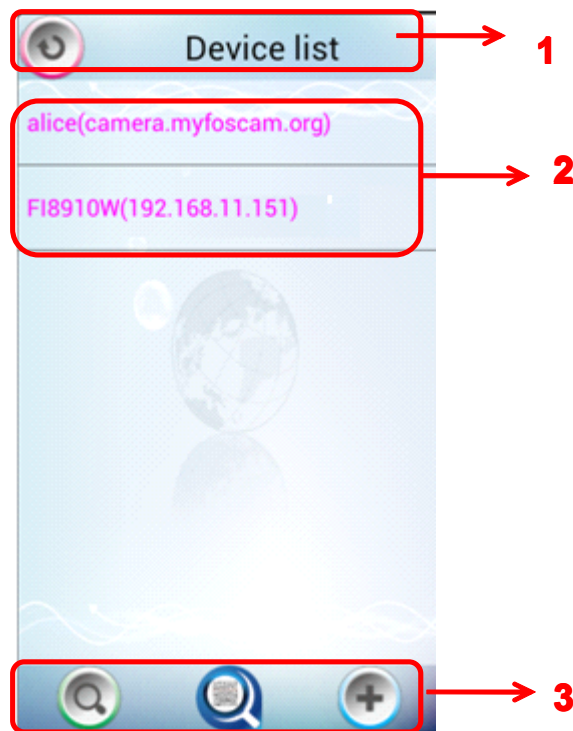 Device list
1
alice(camera.myfoscam.org)
2
FI8910W(192.168.11.151)
3